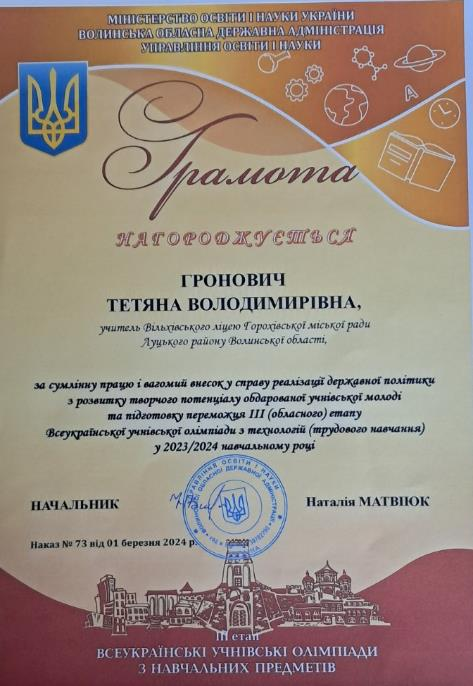 МІНІСТЕРСТВО ОСВІТИ І НАУКИ УКРАЇНИ
ВОЛИНСЬКА ОБЛАСНА ДЕРЖАВНА АДМІНІСТРАЦІЯ
УПРАВЛІННЯ ОСВІТИ І НАУКИ
A
Грамота
НАГОРОДЖУЄТЬСЯ
ГРОНОВИЧ
ТЕТЯНА ВОЛОДИМИРІВНА,
учитель Вільхівського ліцею Горохівської міської ради
Луцького району Волинської області,
за сумлінну працю і вагомий внесок у справу реалізації державної політики
з розвитку творчого потенціалу обдарованої учнівської молоді
та підготовку переможця ІІІ (обласного) етапу
Всеукраїнської учнівської олімпіади з технологій (трудового навчання)
у 2023/2024 навчальному році
НАЧАЛЬНИК
Наталія МАТВІЮК
Наказ № 73 від 01 березня 2024 р.
ІІІ етап
ВСЕУКРАЇНСЬКІ УЧНІВСЬКІ ОЛІМПІАДИ
З НАВЧАЛЬНИХ ПРЕДМЕТІВ